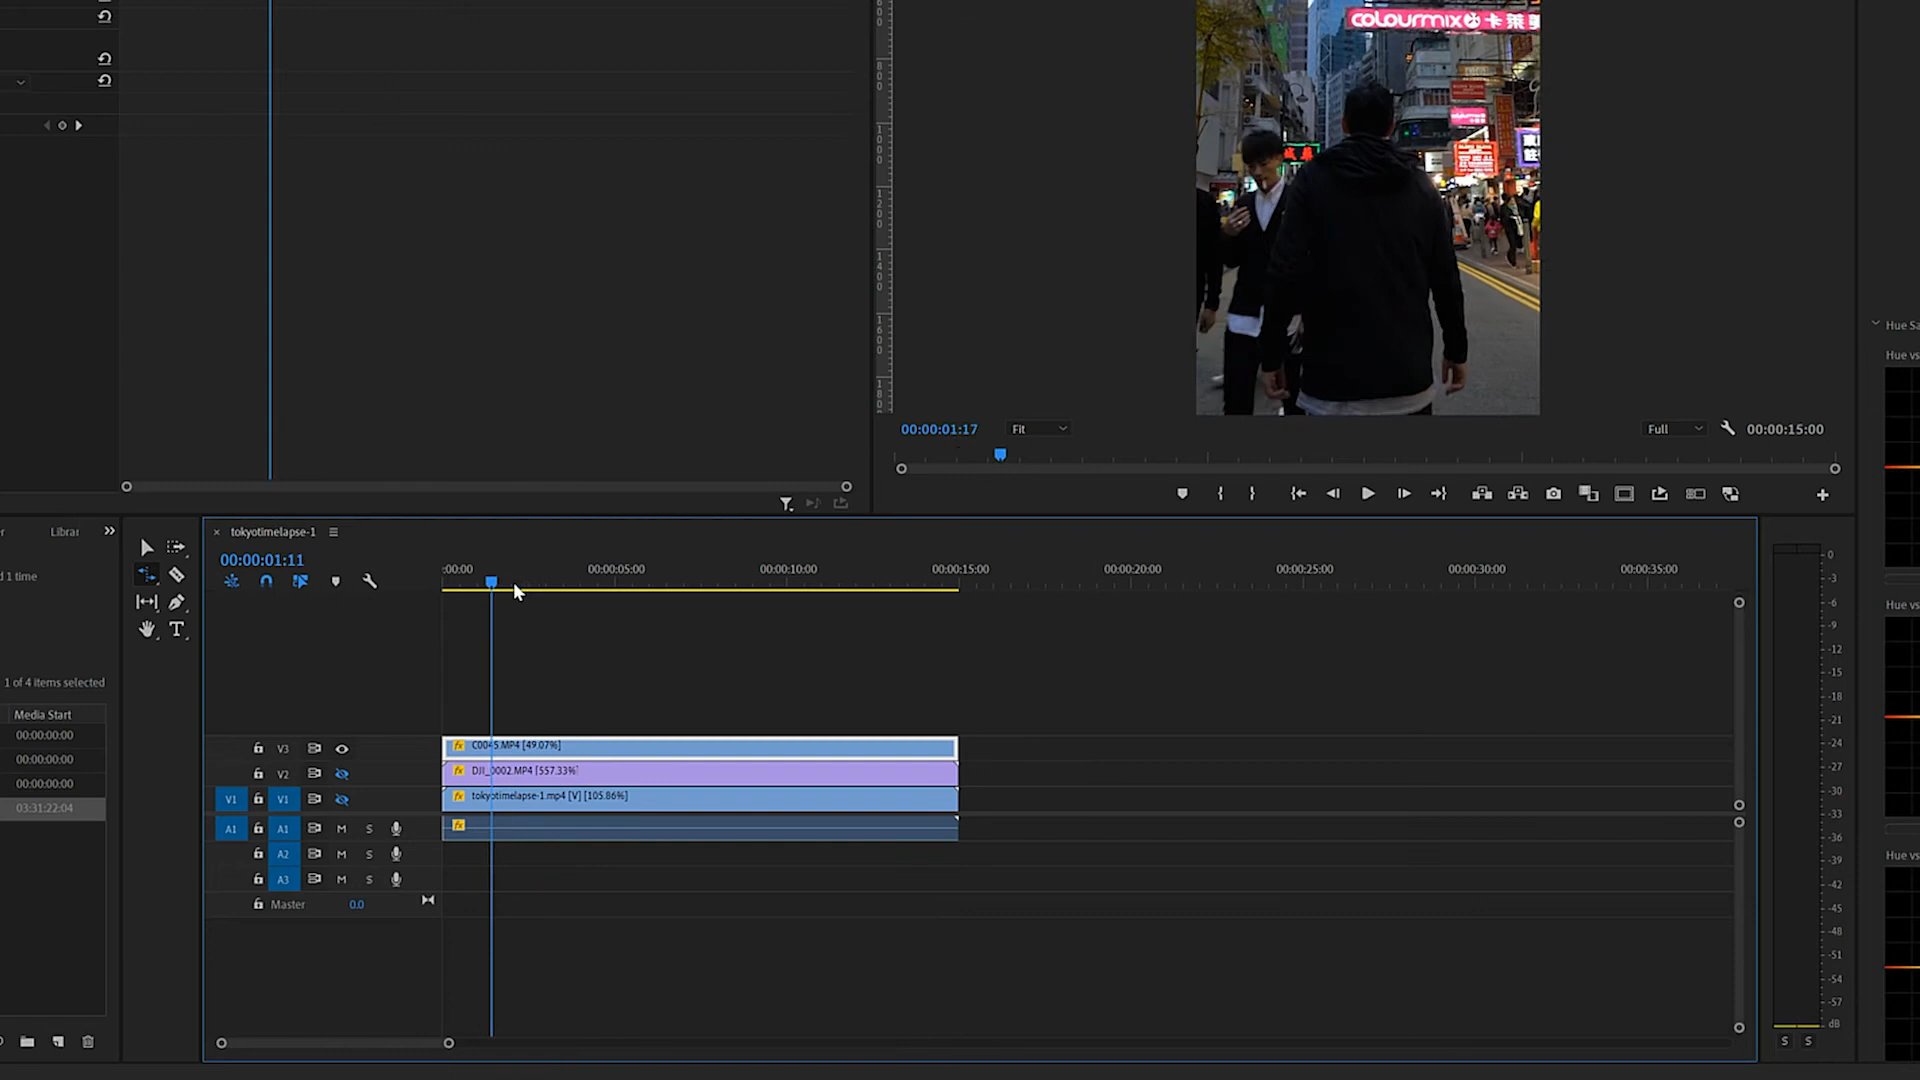 colourmix 卡莱美
00:00:01:17
Fit
Full
00:00:15:00
Hue Sa
Hue vs
Librar
d 1 time
1 of 4 items selected
Media Start
00:00:00:00
00:00:00:00
00:00:00:00
03:31:22:04
tokyotimelapse-1
00:00:01:11
:00:00
00:00:05:00
00:00:10:00
00:00:15:00
00:00:20:00
00:00:25:00
00:00:30:00
00:00:35:00
V3
C0045.MP4 [49.07%]
V2
DJI_0002.MP4 [557.33%]
V1
V1
tokyotimelapse-1.mp4 [V] [105.86%]
A1
A1
M
S
A2
M
S
A3
M
S
Master
0.0
0
-3
-6
-9
-12
-15
-18
-21
-24
-27
-30
-33
-36
-39
-42
-45
-48
-51
-54
-57
dB
S
S
Hue vs
Hue vs